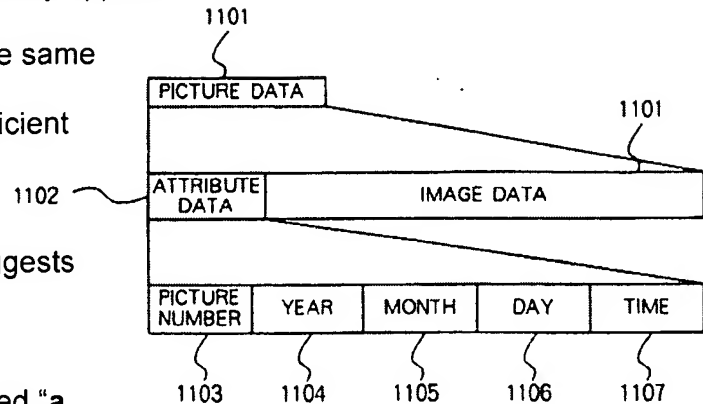 1101
e same
PICTURE DATA
icient
1101
1102
ATTRIBUTE DATA
IMAGE DATA
ggests
PICTURE NUMBER
YEAR
MONTH
DAY
TIME
1103
1104
1105
1106
1107
ed "a